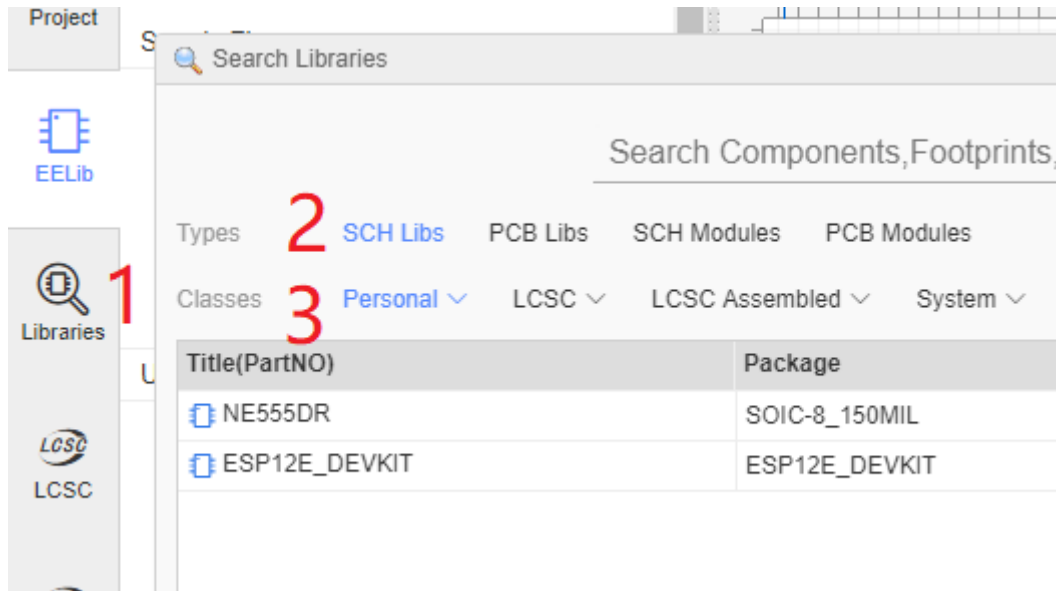 Project
Search Libraries
EELib
Search Components,Footprints,
Types 2 SCH Libs PCB Libs SCH Modules PCB Modules
1
Libraries
Classes 3 Personal LCSC LCSC Assembled System
Title(PartNO) Package
NE555DR SOIC-8_150MIL
ESP12E_DEVKIT ESP12E_DEVKIT
LCSC
LCSC